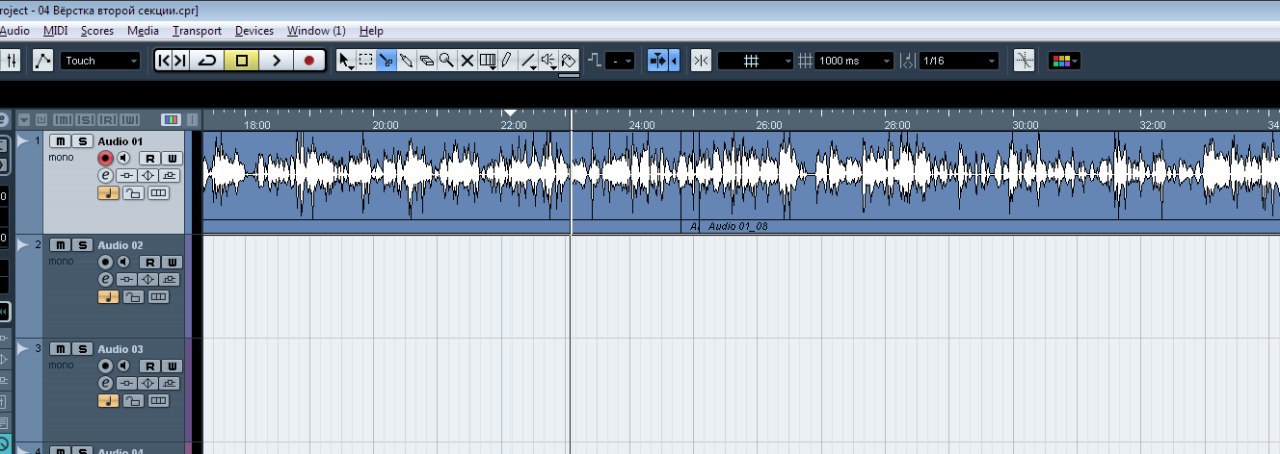 roject - 04 Вёрстка второй секции.cpr]
Audio MIDI Scores Media Transport Devices Window (1) Help
Touch 1000 ms 1/16
18:00 20:00 22:00 24:00 26:00 28:00 30:00 32:00 34
1 m S Audio 01
mono
R W
e
A Audio 01_08
2 m S Audio 02
mono
R W
e
3 m S Audio 03
mono
R W
e
4 m S Audio 04